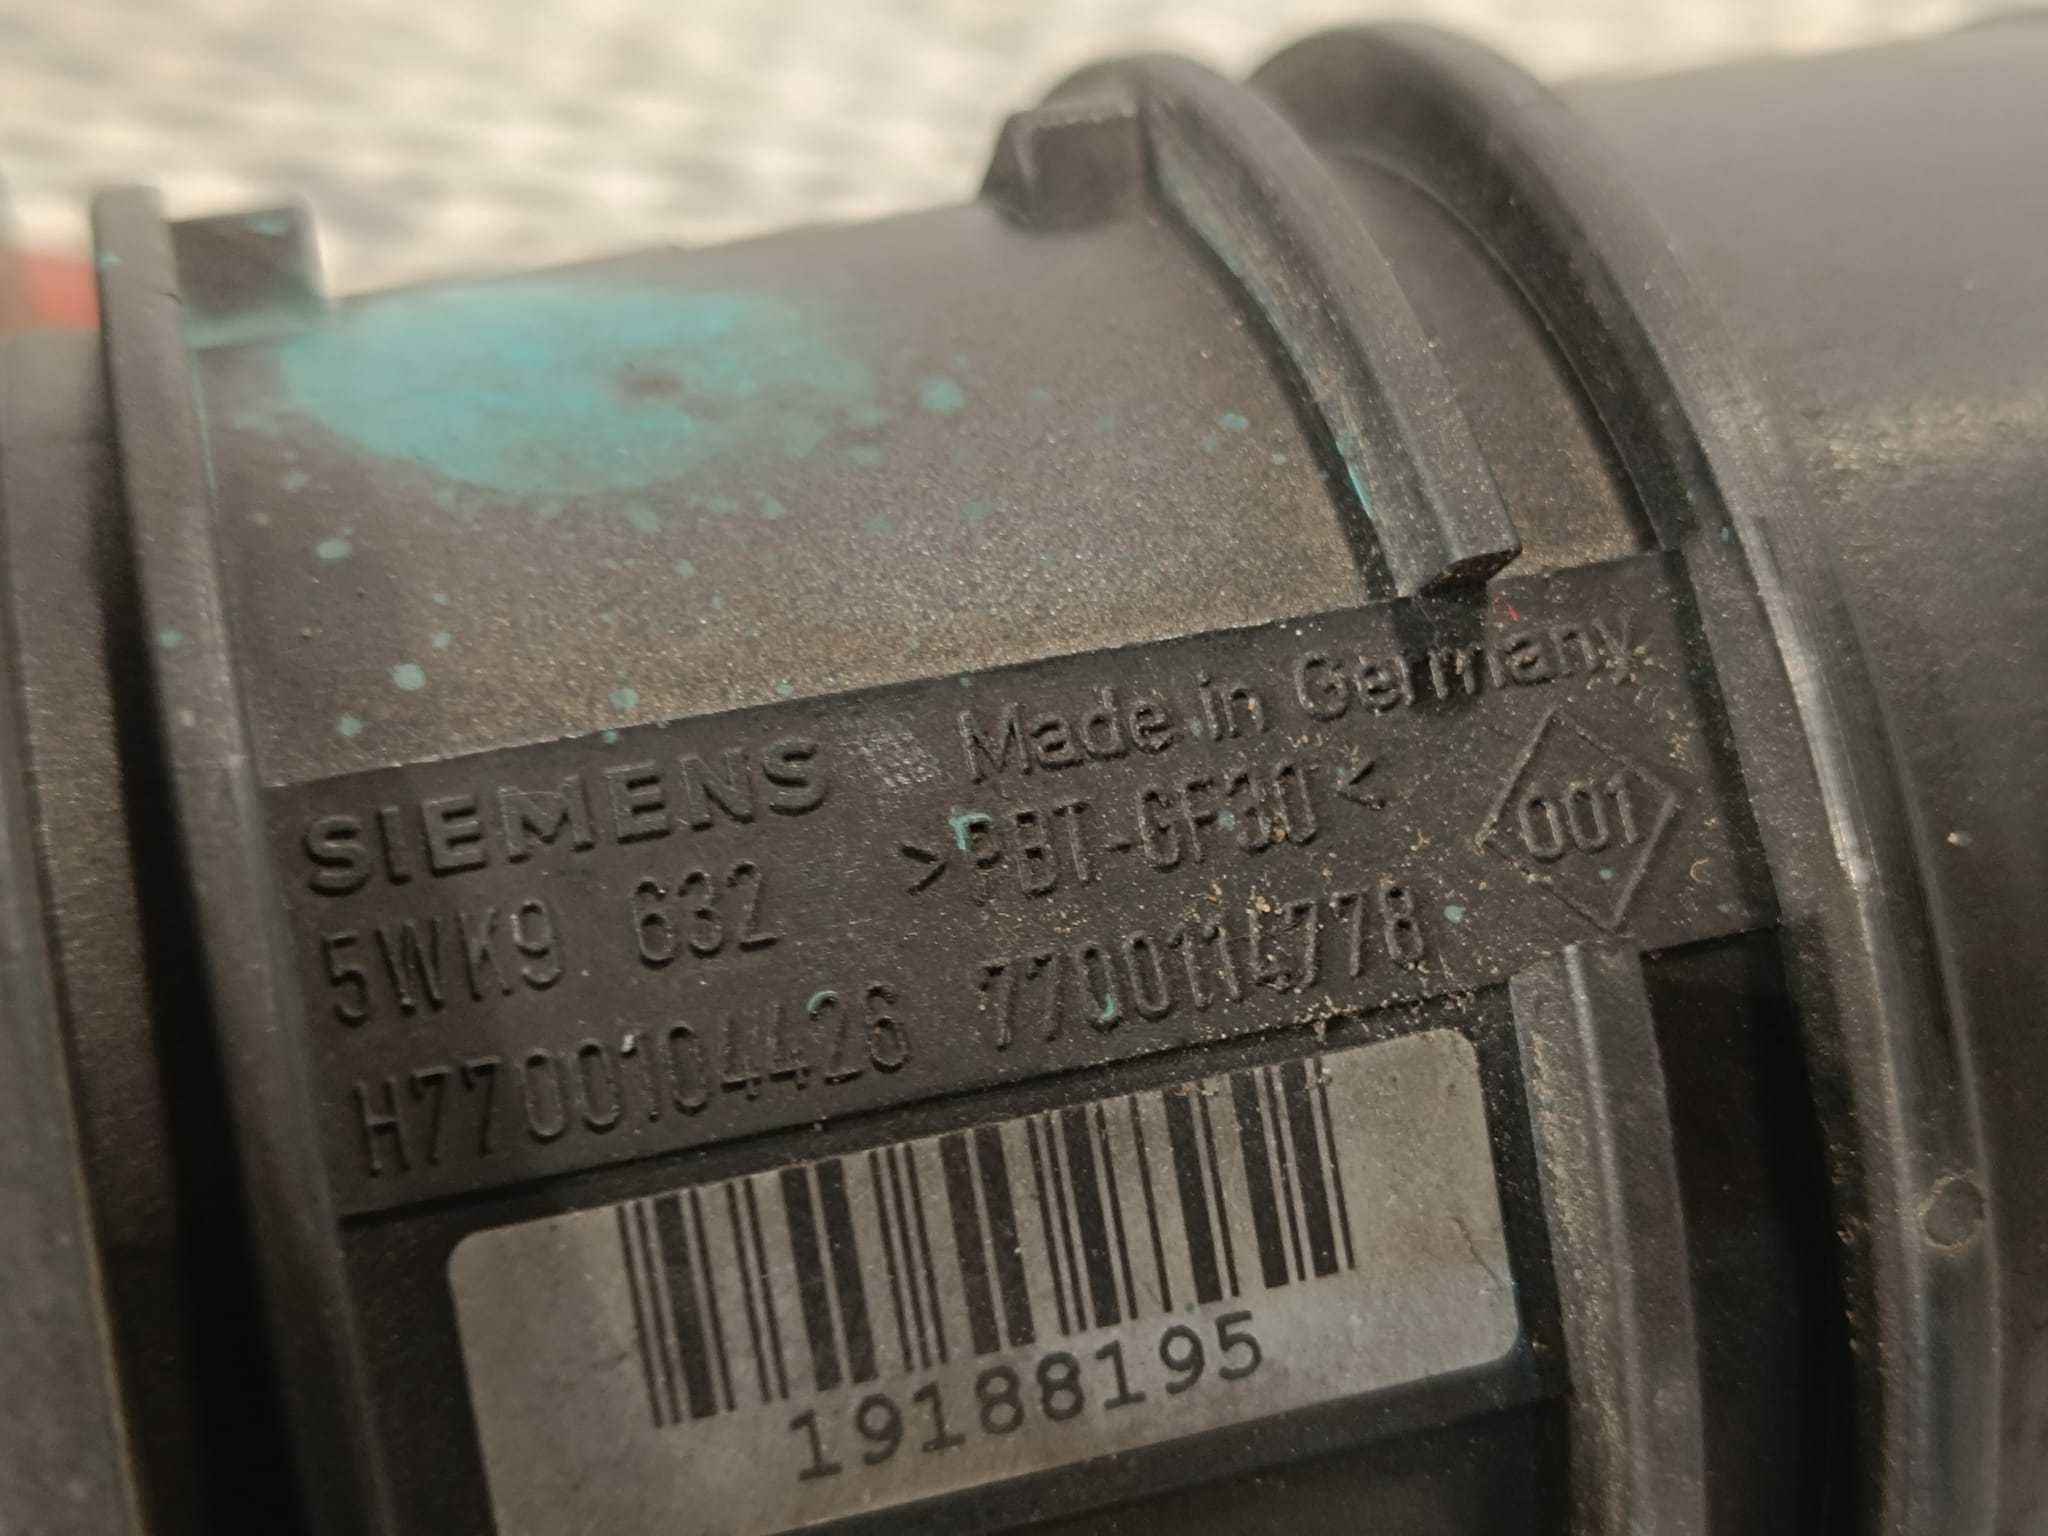 SIEMENS Made in Germany
5WK9 632 >PBT-GF30< 001
H7700104426 7700114778
19188195